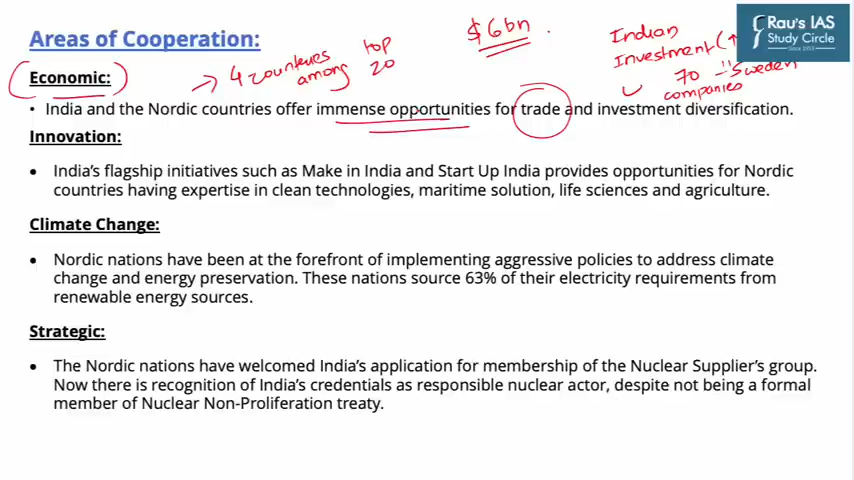 Areas of Cooperation:
→ 4 countries among top 20
$6bn.
Indian
Investment (↑
70 Sweden
companies
Rau's IAS
Study Circle
Since 1953
Economic:
• India and the Nordic countries offer immense opportunities for trade and investment diversification.
Innovation:
• India's flagship initiatives such as Make in India and Start Up India provides opportunities for Nordic
countries having expertise in clean technologies, maritime solution, life sciences and agriculture.
Climate Change:
• Nordic nations have been at the forefront of implementing aggressive policies to address climate
change and energy preservation. These nations source 63% of their electricity requirements from
renewable energy sources.
Strategic:
• The Nordic nations have welcomed India's application for membership of the Nuclear Supplier's group.
Now there is recognition of India's credentials as responsible nuclear actor, despite not being a formal
member of Nuclear Non-Proliferation treaty.